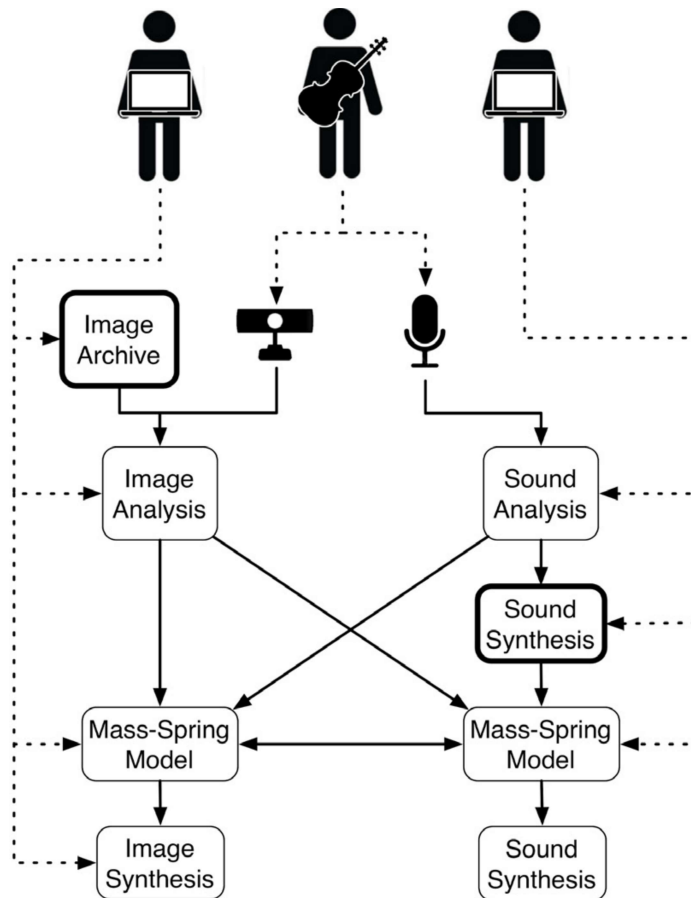 Image
Archive
Image
Analysis
Sound
Analysis
Sound
Synthesis
Mass-Spring
Model
Mass-Spring
Model
Image
Synthesis
Sound
Synthesis